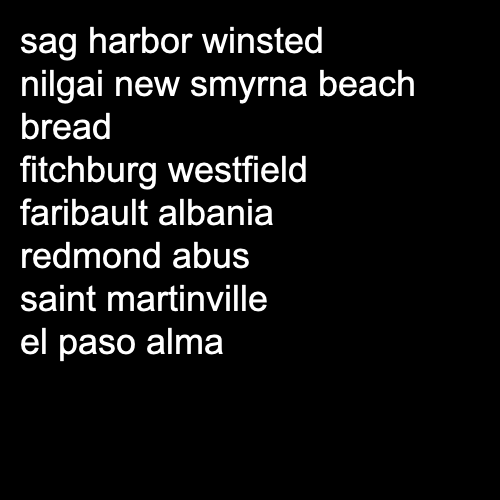 sag harbor winsted
nilgai new smyrna beach
bread
fitchburg westfield
faribault albania
redmond abus
saint martinville
el paso alma